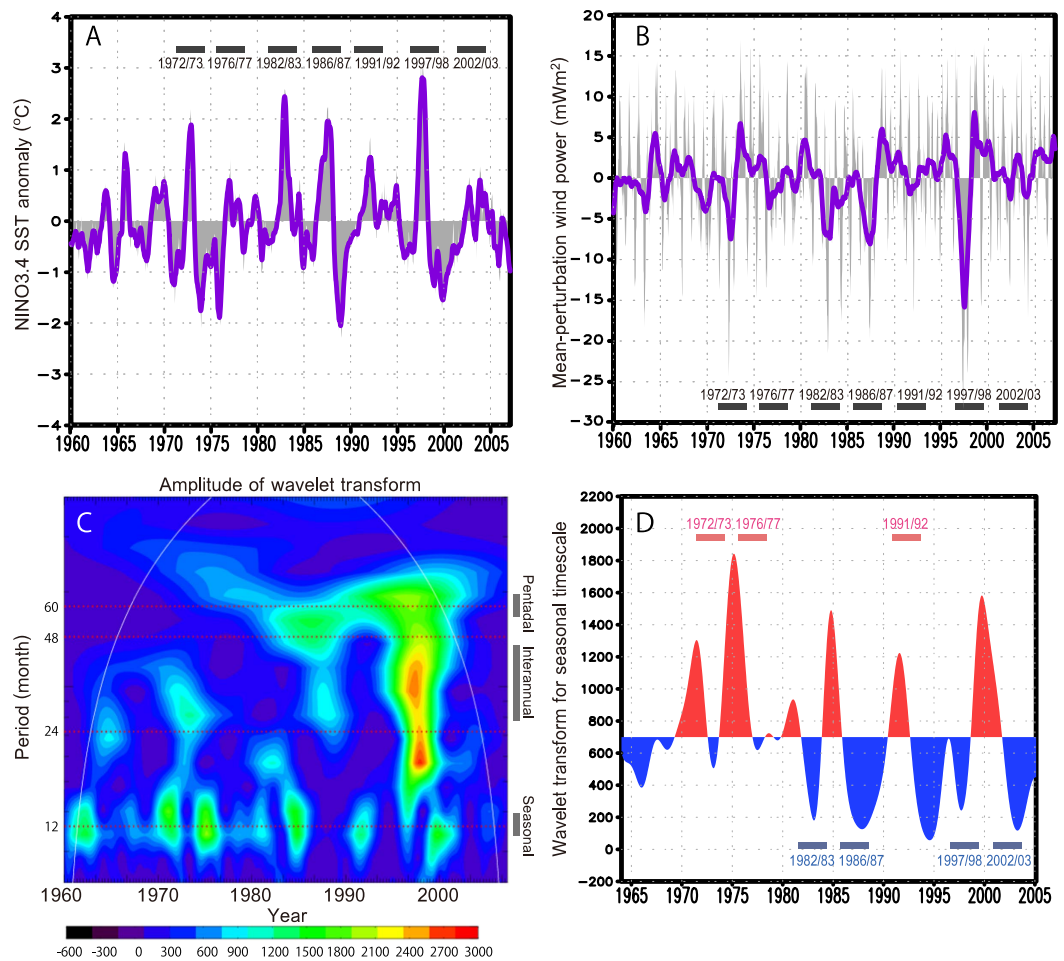 A
NINO3.4 SST anomaly (ºC)
4
3
2
1
0
−1
−2
−3
−4
1972/73 1976/77 1982/83 1986/87 1991/92 1997/98 2002/03
1960 1965 1970 1975 1980 1985 1990 1995 2000 2005
B
Mean-perturbation wind power (mWm²)
20
15
10
5
0
−5
−10
−15
−20
−25
−30
1972/73 1976/77 1982/83 1986/87 1991/92 1997/98 2002/03
1960 1965 1970 1975 1980 1985 1990 1995 2000 2005
Amplitude of wavelet transform
C
Period (month)
60
48
24
12
Pentadal
Interannual
Seasonal
1960 1970 1980 1990 2000
Year
-600 -300 0 300 600 900 1200 1500 1800 2100 2400 2700 3000
D
Wavelet transform for seasonal timescale
2200
2000
1800
1600
1400
1200
1000
800
600
400
200
0
−200
1972/73 1976/77 1991/92
1982/83 1986/87 1997/98 2002/03
1965 1970 1975 1980 1985 1990 1995 2000 2005